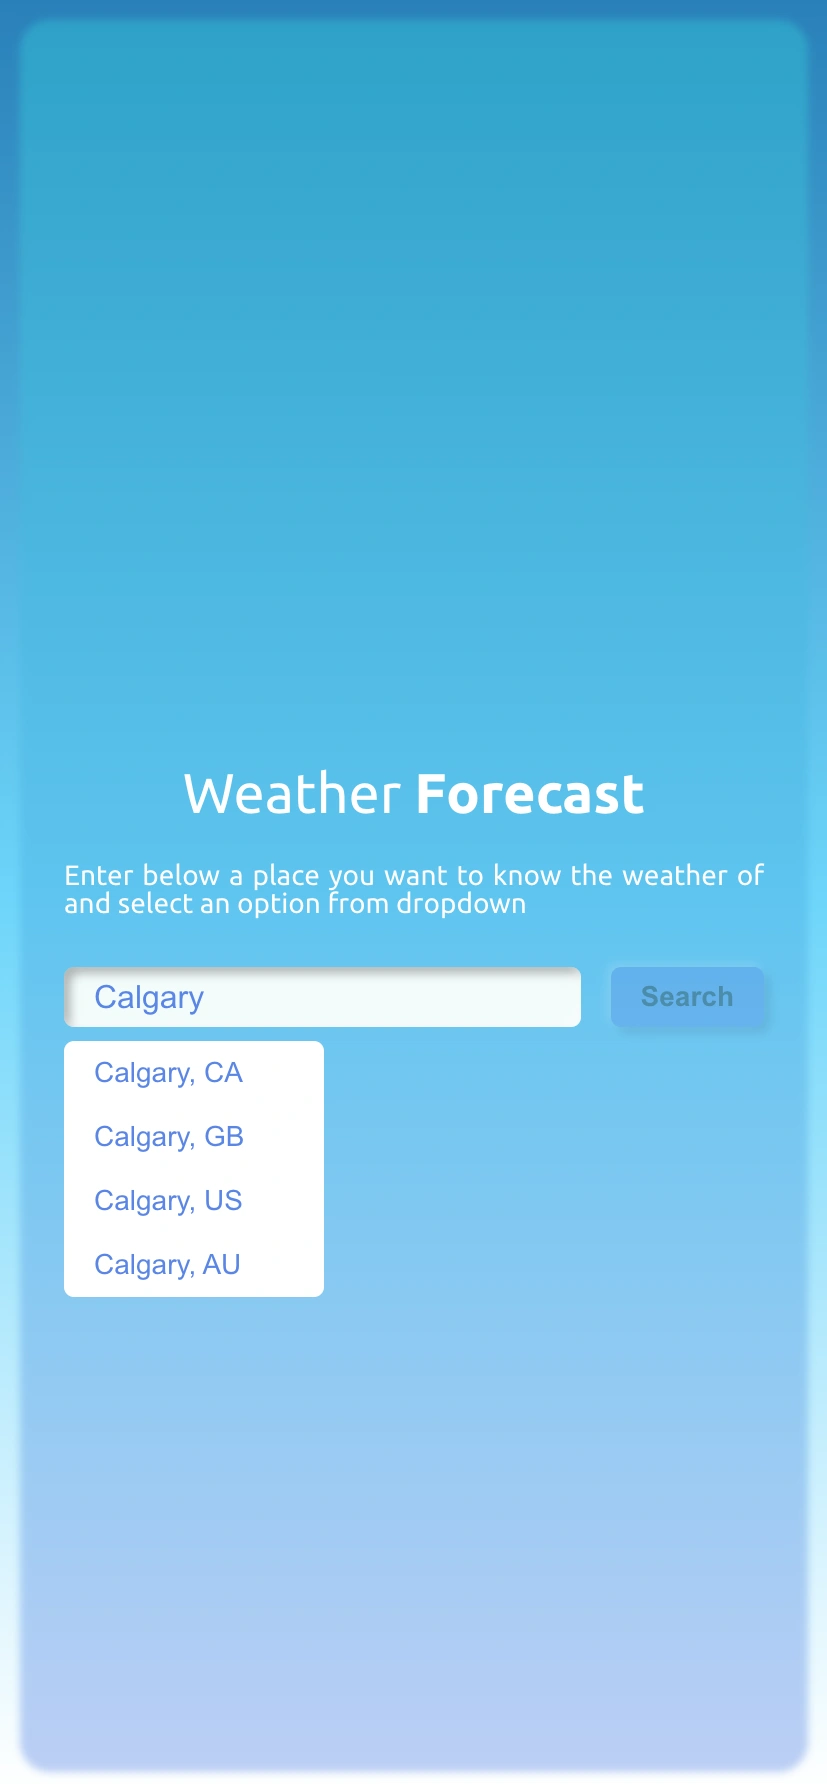 Weather Forecast
Enter below a place you want to know the weather of
and select an option from dropdown
Calgary
Search
Calgary, CA
Calgary, GB
Calgary, US
Calgary, AU